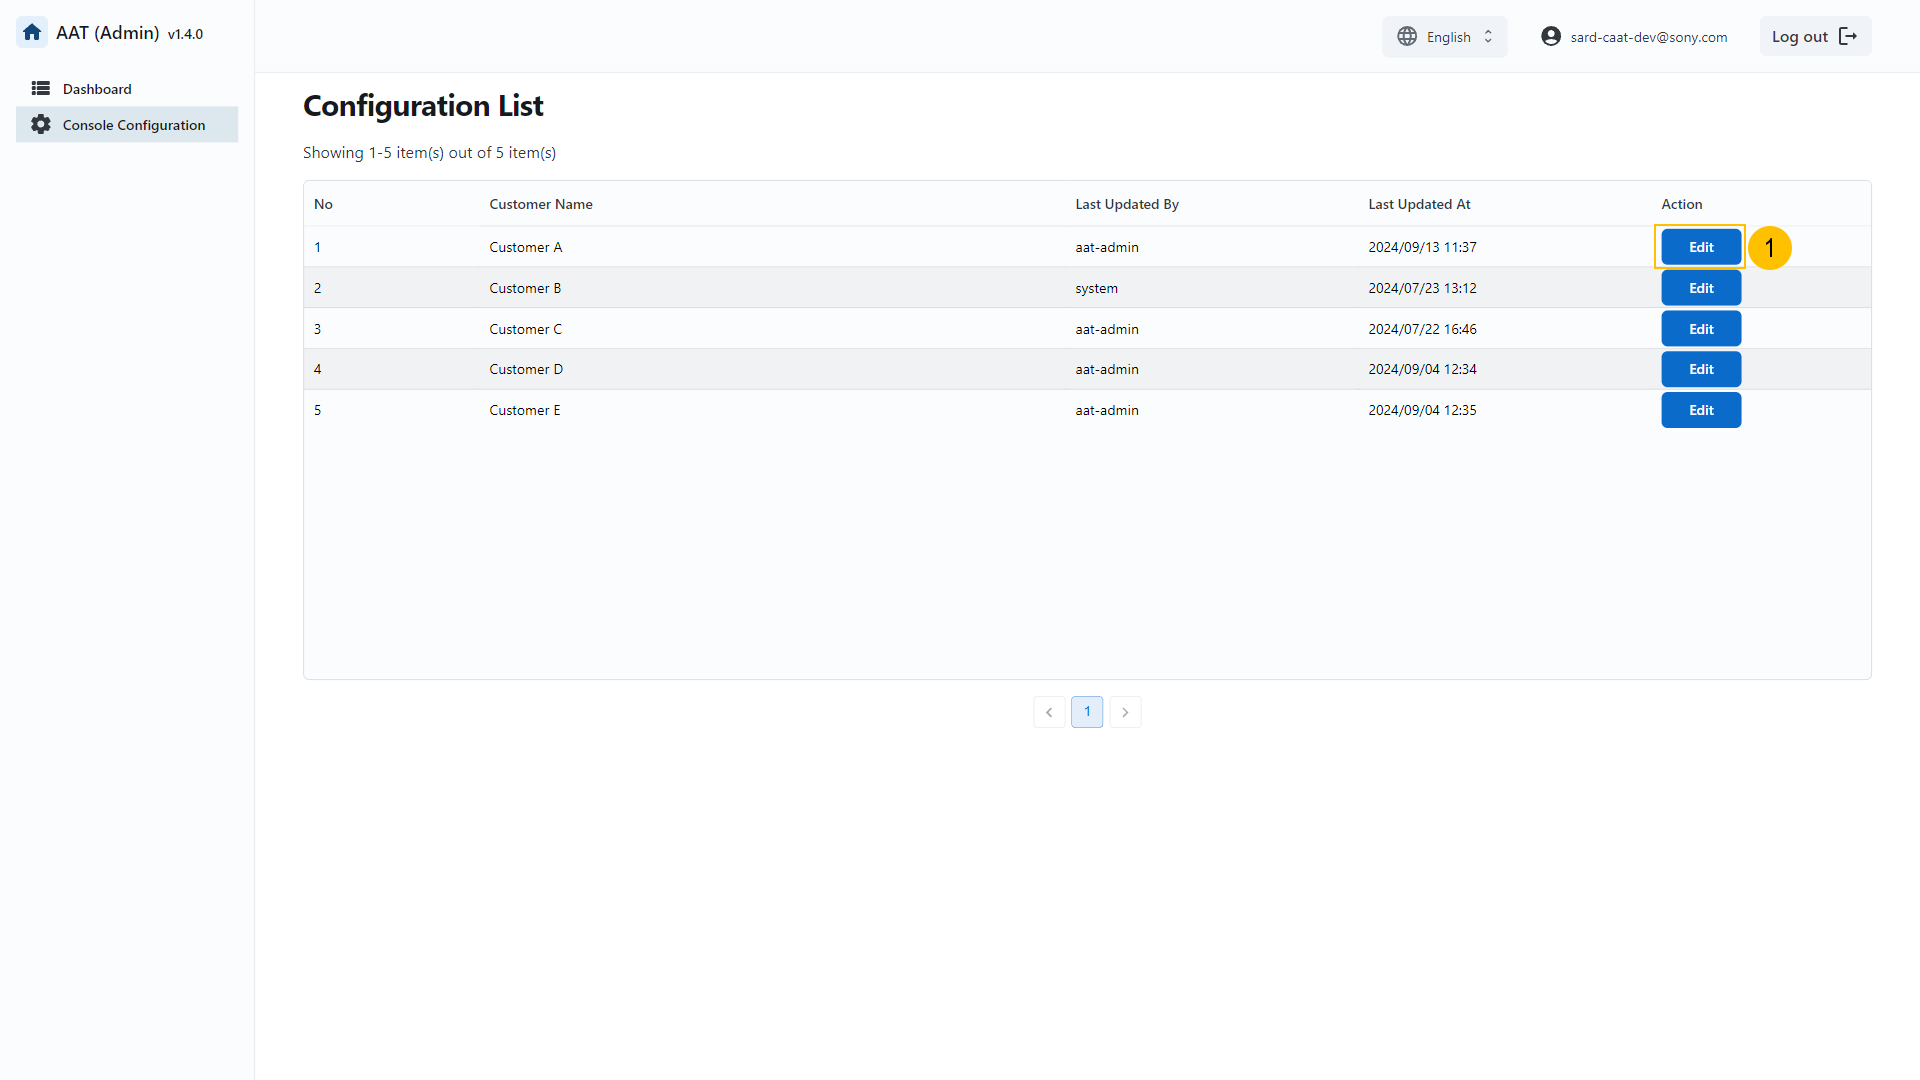 AAT (Admin) v1.4.0
English
sard-caat-dev@sony.com
Log out
Dashboard
Console Configuration
Configuration List
Showing 1-5 item(s) out of 5 item(s)
No Customer Name Last Updated By Last Updated At Action
1 Customer A aat-admin 2024/09/13 11:37 Edit 1
2 Customer B system 2024/07/23 13:12 Edit
3 Customer C aat-admin 2024/07/22 16:46 Edit
4 Customer D aat-admin 2024/09/04 12:34 Edit
5 Customer E aat-admin 2024/09/04 12:35 Edit
1